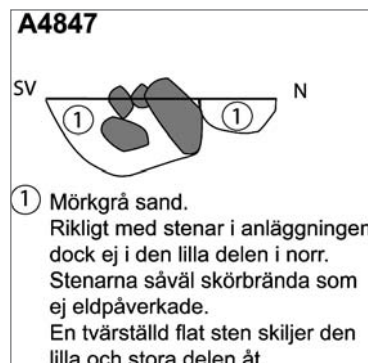 A4847
SV
N
1
1
1 Mörkgrå sand.
Rikligt med stenar i anläggningen
dock ej i den lilla delen i norr.
Stenarna såväl skörbrända som
ej eldpåverkade.
En tvärställd flat sten skiljer den
lilla och stora delen åt.